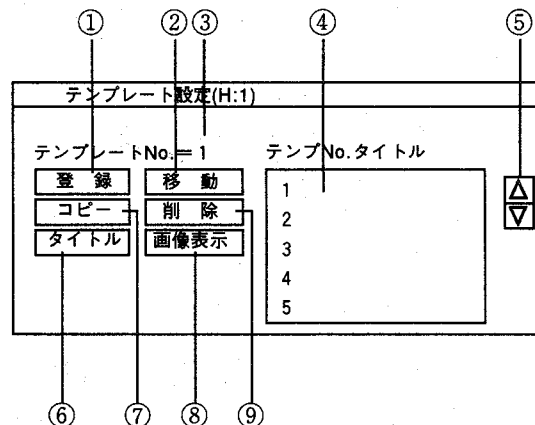 ① ② ③ ④ ⑤
テンプレート設定(H:1)
テンプレートNo.＝ 1
テンプNo.タイトル
登 録
移 動
コピー
削 除
タイトル
画像表示
1
2
3
4
5
△
▽
⑥ ⑦ ⑧ ⑨